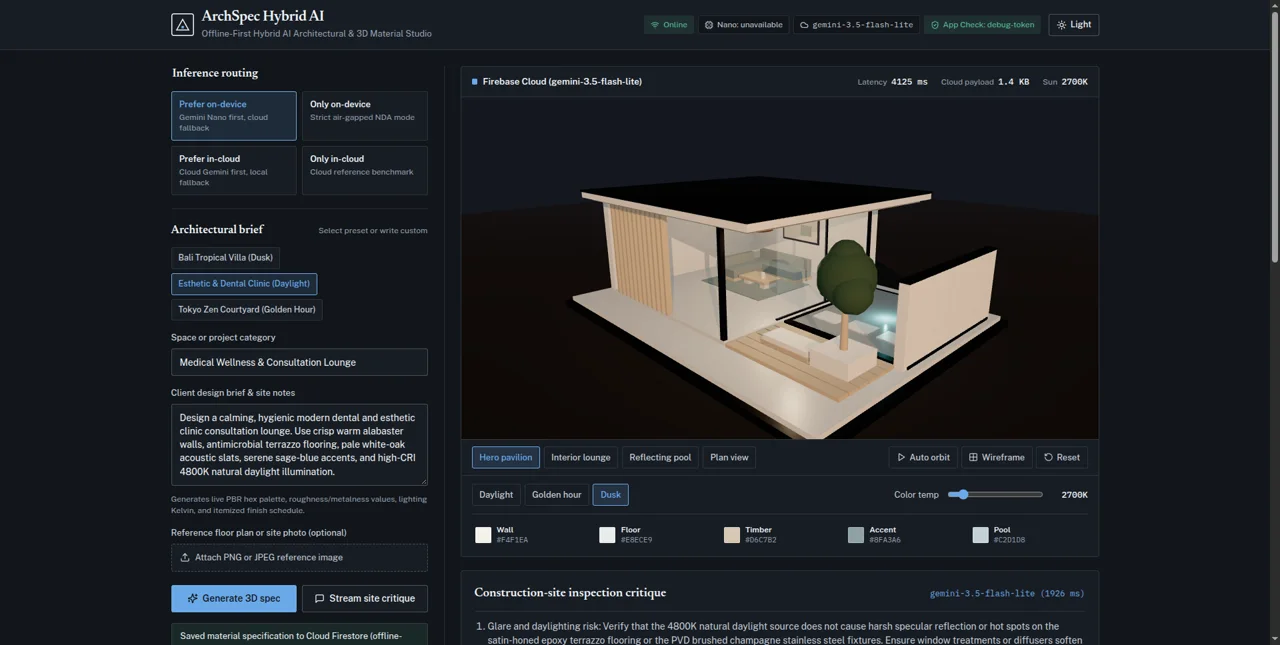 ArchSpec Hybrid AI
Offline-First Hybrid AI Architectural & 3D Material Studio
Online
Nano: unavailable
gemini-3.5-flash-lite
App Check: debug-token
Light
Inference routing
Prefer on-device
Gemini Nano first, cloud
fallback
Only on-device
Strict air-gapped NDA mode
Prefer in-cloud
Cloud Gemini first, local
fallback
Only in-cloud
Cloud reference benchmark
Architectural brief
Select preset or write custom
Bali Tropical Villa (Dusk)
Esthetic & Dental Clinic (Daylight)
Tokyo Zen Courtyard (Golden Hour)
Space or project category
Medical Wellness & Consultation Lounge
Client design brief & site notes
Design a calming, hygienic modern dental and esthetic
clinic consultation lounge. Use crisp warm alabaster
walls, antimicrobial terrazzo flooring, pale white-oak
acoustic slats, serene sage-blue accents, and high-CRI
4800K natural daylight illumination.
Generates live PBR hex palette, roughness/metalness values, lighting
Kelvin, and itemized finish schedule.
Reference floor plan or site photo (optional)
Attach PNG or JPEG reference image
Generate 3D spec
Stream site critique
Saved material specification to Cloud Firestore (offline-
Firebase Cloud (gemini-3.5-flash-lite)
Latency 4125 ms
Cloud payload 1.4 KB
Sun 2700K
Hero pavilion
Interior lounge
Reflecting pool
Plan view
Auto orbit
Wireframe
Reset
Daylight
Golden hour
Dusk
Color temp
2700K
Wall
#F4F1EA
Floor
#E8ECE9
Timber
#D6C7B2
Accent
#8FA3A6
Pool
#C2D1D8
Construction-site inspection critique
gemini-3.5-flash-lite (1926 ms)
1. Glare and daylighting risk: Verify that the 4800K natural daylight source does not cause harsh specular reflection or hot spots on the
satin-honed epoxy terrazzo flooring or the PVD brushed champagne stainless steel fixtures. Ensure window treatments or diffusers soften